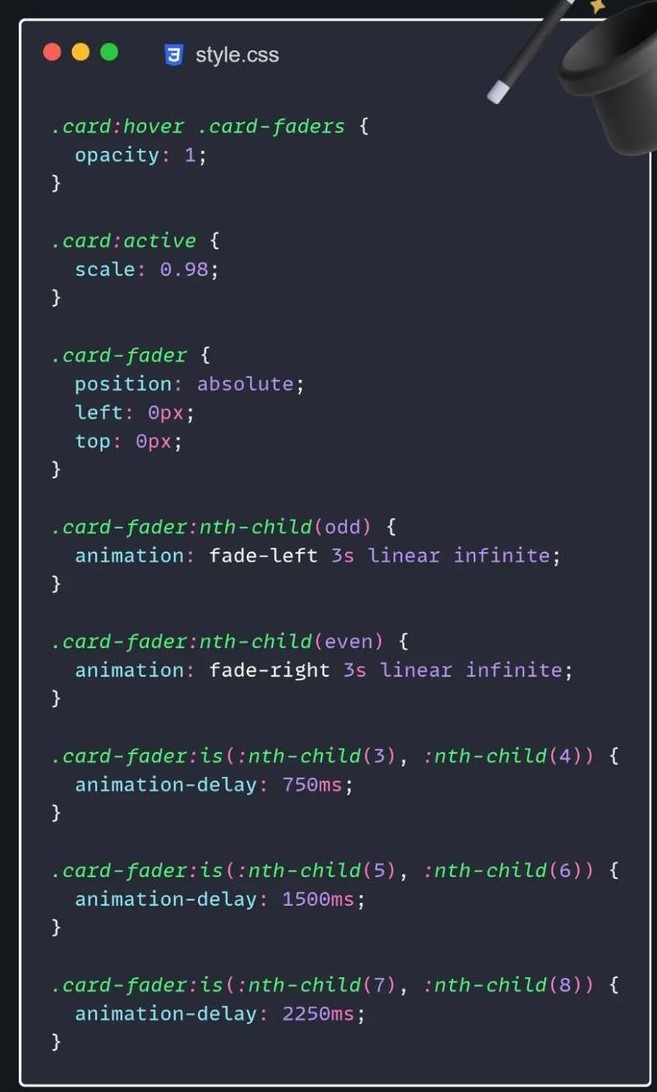 style.css
.card:hover .card-faders {
  opacity: 1;
}
.card:active {
  scale: 0.98;
}
.card-fader {
  position: absolute;
  left: 0px;
  top: 0px;
}
.card-fader:nth-child(odd) {
  animation: fade-left 3s linear infinite;
}
.card-fader:nth-child(even) {
  animation: fade-right 3s linear infinite;
}
.card-fader:is(:nth-child(3), :nth-child(4)) {
  animation-delay: 750ms;
}
.card-fader:is(:nth-child(5), :nth-child(6)) {
  animation-delay: 1500ms;
}
.card-fader:is(:nth-child(7), :nth-child(8)) {
  animation-delay: 2250ms;
}